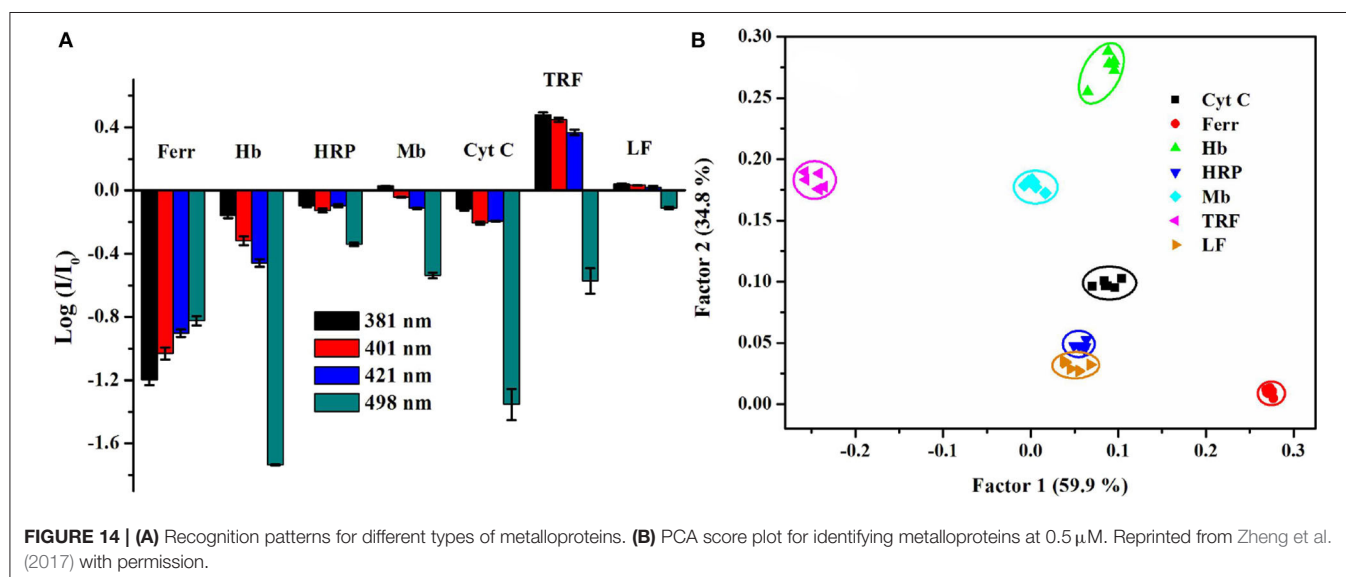 A
TRF
Ferr Hb HRP Mb Cyt C LF
0.4
0.0
-0.4
-0.8
-1.2
-1.6
Log (I/I0)
381 nm
401 nm
421 nm
498 nm
B
0.30
0.25
0.20
0.15
0.10
0.05
0.00
Factor 2 (34.8 %)
Cyt C
Ferr
Hb
HRP
Mb
TRF
LF
-0.2 -0.1 0.0 0.1 0.2 0.3
Factor 1 (59.9 %)
FIGURE 14 | (A) Recognition patterns for different types of metalloproteins. (B) PCA score plot for identifying metalloproteins at 0.5 μM. Reprinted from Zheng et al.
(2017) with permission.